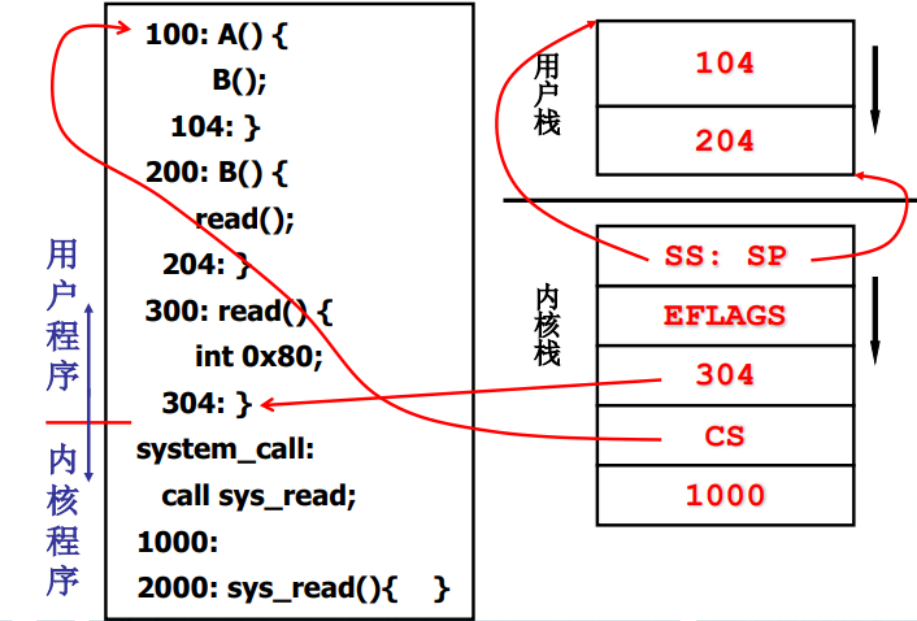 100: A() {
B();
104: }
200: B() {
read();
204: }
300: read() {
int 0x80;
304: }
system_call:
call sys_read;
1000:
2000: sys_read(){ }
用户程序
内核程序
用户栈
104
204
内核栈
SS: SP
EFLAGS
304
CS
1000